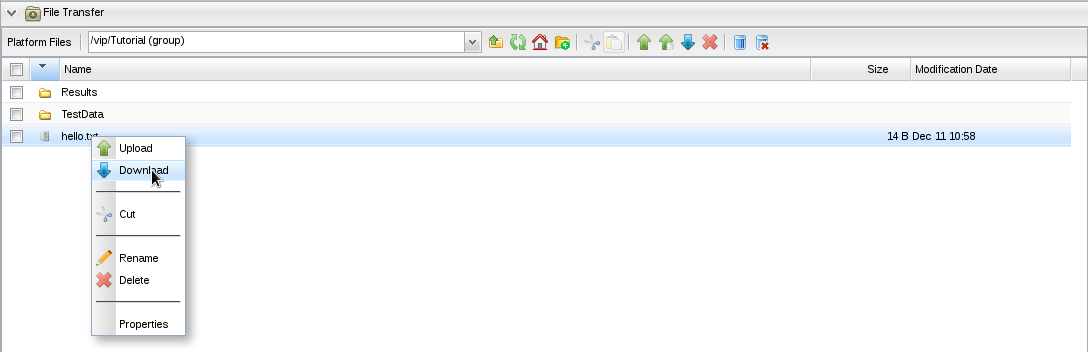 File Transfer
Platform Files /vip/Tutorial (group)
Name Size Modification Date
Results
TestData
hello.txt 14 B Dec 11 10:58
Upload
Download
Cut
Rename
Delete
Properties